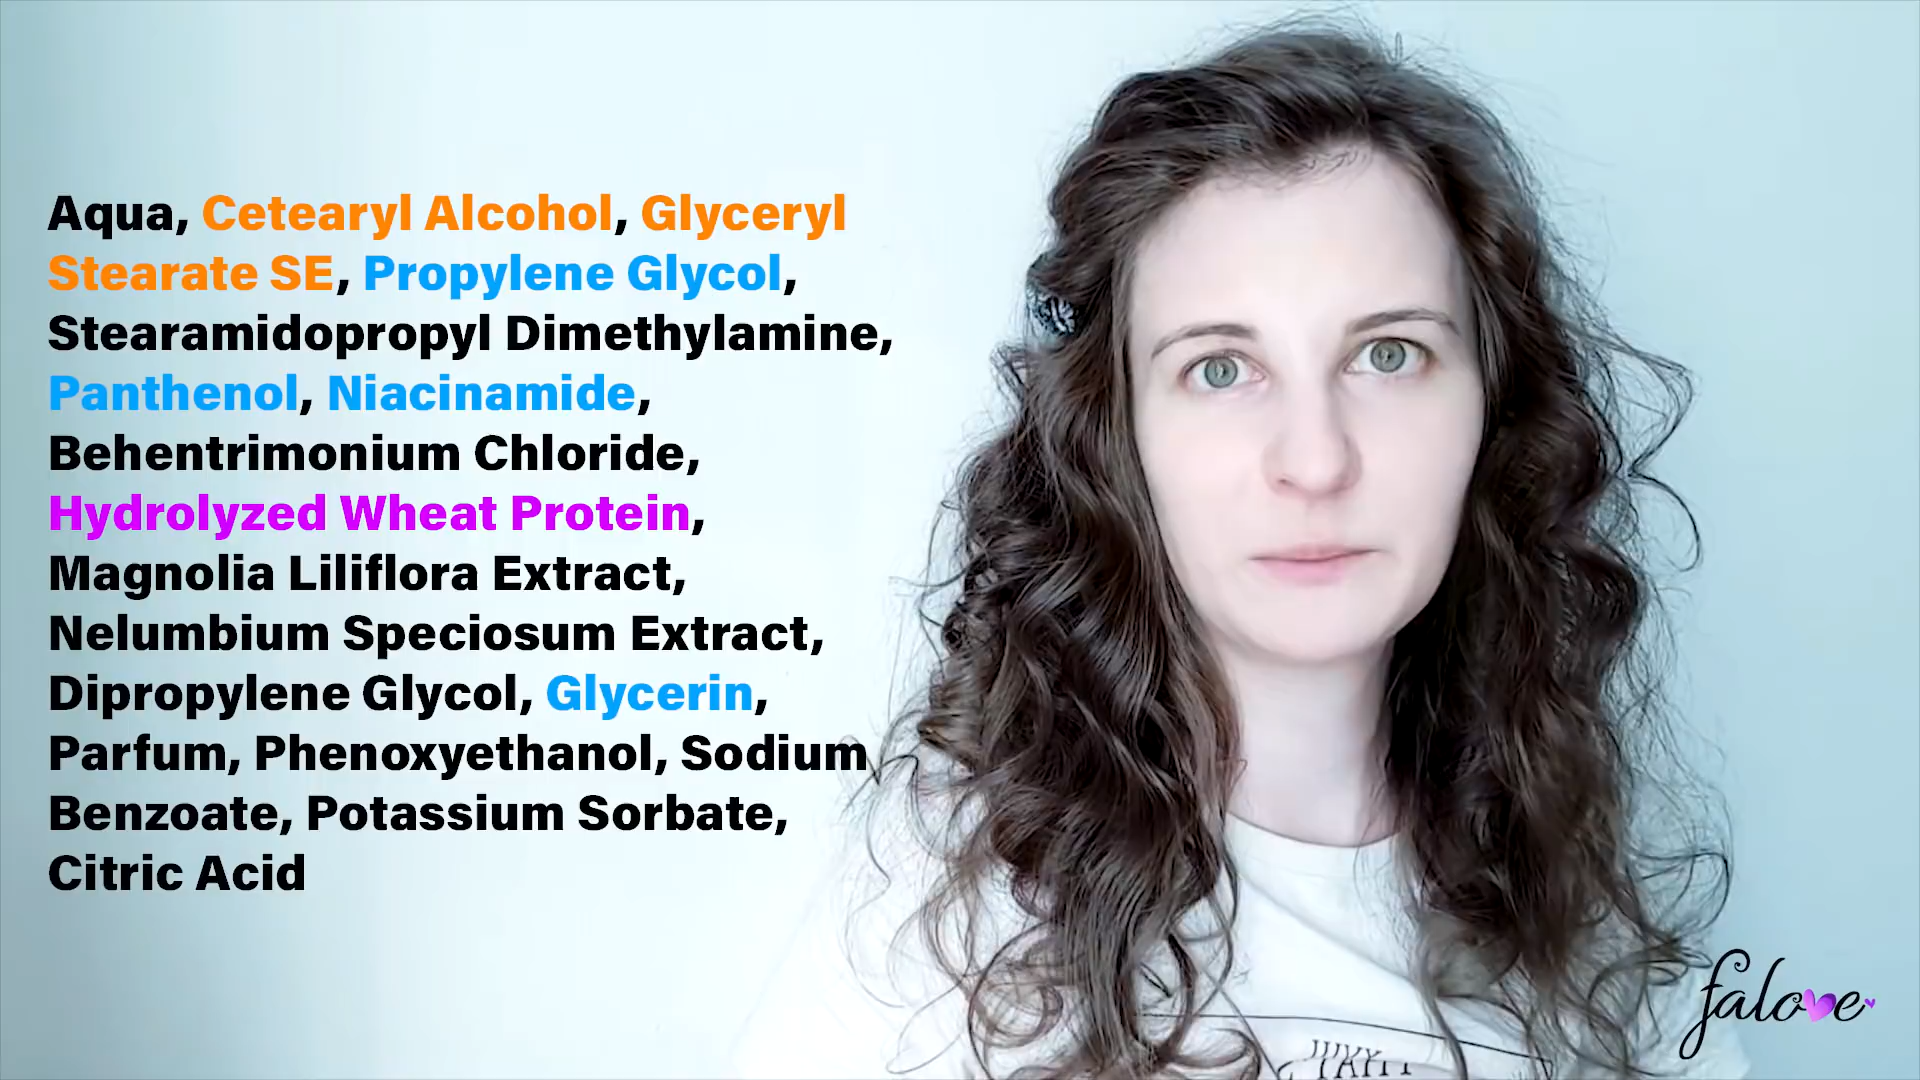 Aqua, Cetearyl Alcohol, Glyceryl
Stearate SE, Propylene Glycol,
Stearamidopropyl Dimethylamine,
Panthenol, Niacinamide,
Behentrimonium Chloride,
Hydrolyzed Wheat Protein,
Magnolia Liliflora Extract,
Nelumbium Speciosum Extract,
Dipropylene Glycol, Glycerin,
Parfum, Phenoxyethanol, Sodium
Benzoate, Potassium Sorbate,
Citric Acid
falove